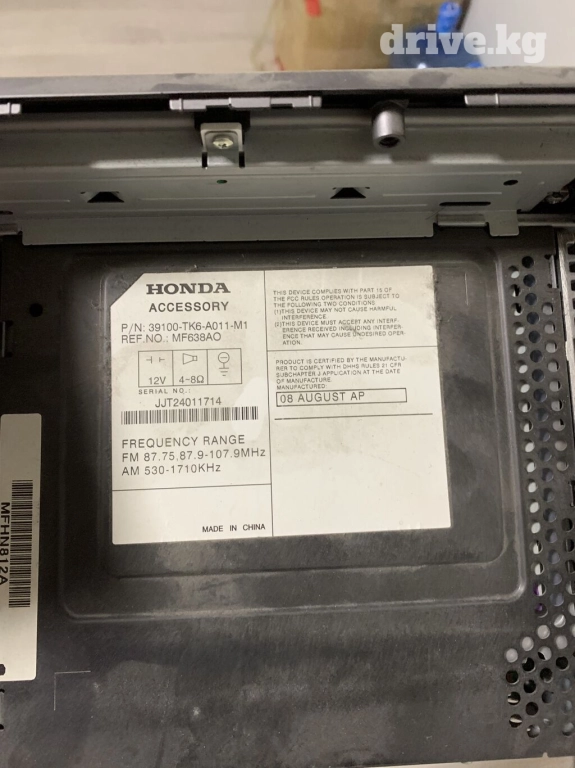 drive.kg
HONDA
ACCESSORY
P/N: 39100-TK6-A011-M1
REF.NO.: MF638AO
12V 4~8Ω
SERIAL NO.:
JJT24011714
FREQUENCY RANGE
FM 87.75,87.9-107.9MHz
AM 530-1710KHz
MADE IN CHINA
THIS DEVICE COMPLIES WITH PART 15 OF
THE FCC RULES OPERATION IS SUBJECT TO
THE FOLLOWING TWO CONDITIONS
(1)THIS DEVICE MAY NOT CAUSE HARMFUL
INTERFERENCE.
(2)THIS DEVICE MUST ACCEPT ANY INTERF-
ERENCE RECEIVED INCLUDING INTERFER-
ENCE THAT MAY CAUSE UNDESIRED OPER-
ATION.
PRODUCT IS CERTIFIED BY THE MANUFACTU-
RER TO COMPLY WITH DHHS RULES 21 CFR
SUBCHAPTER J APPLICATION AT THE DATE
OF MANUFACTURE.
MANUFACTURED:
08 AUGUST AP
MFHN812A